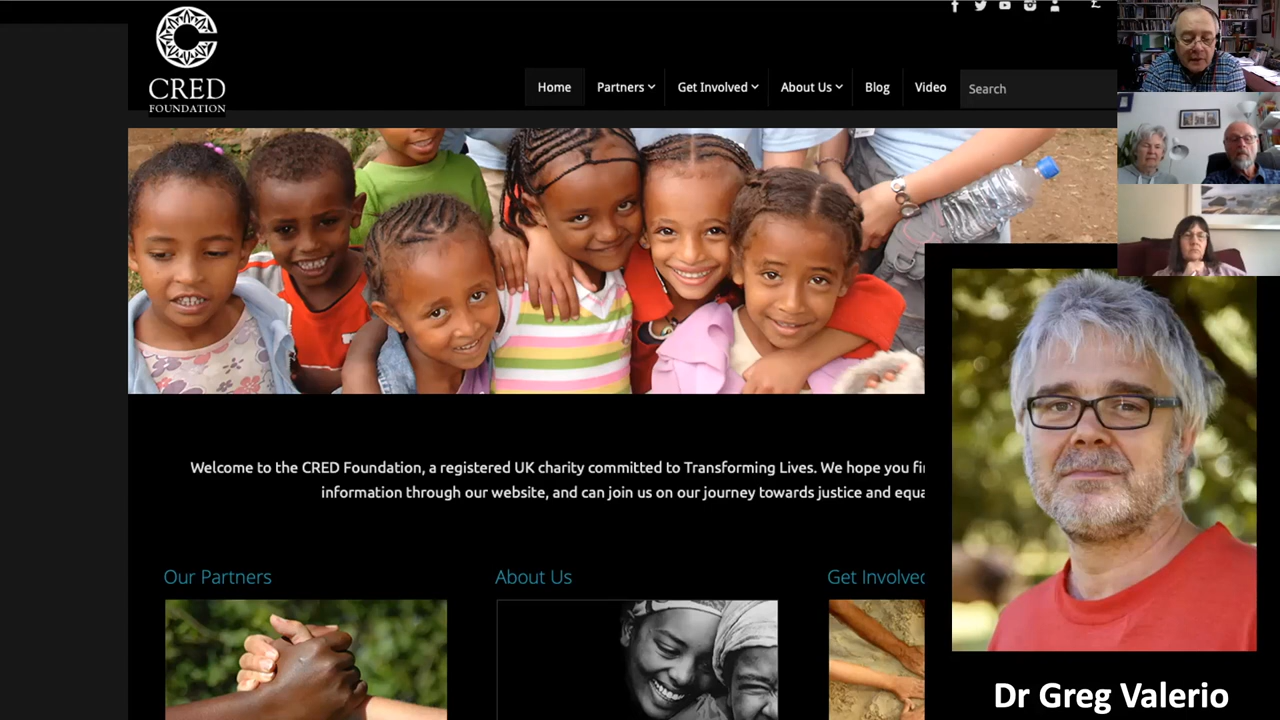 CRED
FOUNDATION
£
Home Partners Get Involved About Us Blog Video Search
Welcome to the CRED Foundation, a registered UK charity committed to Transforming Lives. We hope you fi
information through our website, and can join us on our journey towards justice and equa
Our Partners About Us Get Involved
Dr Greg Valerio